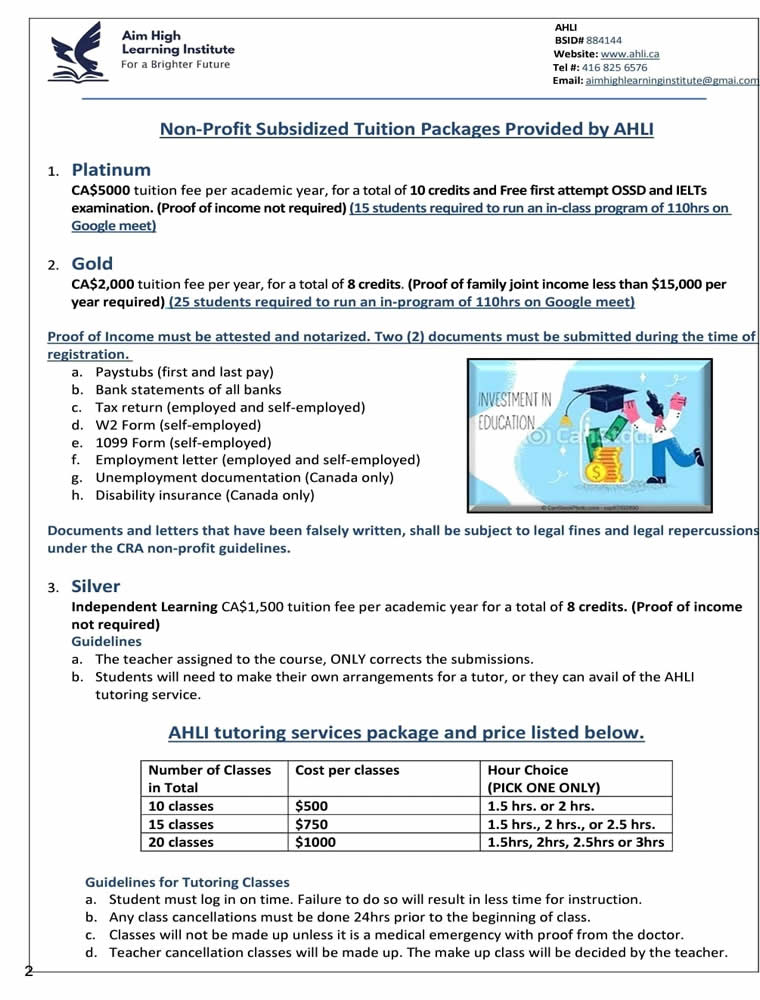 Aim High
Learning Institute
For a Brighter Future
AHLI
BSID# 884144
Website: www.ahli.ca
Tel #: 416 825 6576
Email: aimhighlearninginstitute@gmai.com
Non-Profit Subsidized Tuition Packages Provided by AHLI
1. Platinum
CA$5000 tuition fee per academic year, for a total of 10 credits and Free first attempt OSSD and IELTs
examination. (Proof of income not required) (15 students required to run an in-class program of 110hrs on
Google meet)
2. Gold
CA$2,000 tuition fee per year, for a total of 8 credits. (Proof of family joint income less than $15,000 per
year required) (25 students required to run an in-program of 110hrs on Google meet)
Proof of Income must be attested and notarized. Two (2) documents must be submitted during the time of
registration.
a. Paystubs (first and last pay)
b. Bank statements of all banks
c. Tax return (employed and self-employed)
d. W2 Form (self-employed)
e. 1099 Form (self-employed)
f. Employment letter (employed and self-employed)
g. Unemployment documentation (Canada only)
h. Disability insurance (Canada only)
INVESTMENT IN
EDUCATION
Documents and letters that have been falsely written, shall be subject to legal fines and legal repercussions
under the CRA non-profit guidelines.
3. Silver
Independent Learning CA$1,500 tuition fee per academic year for a total of 8 credits. (Proof of income
not required)
Guidelines
a. The teacher assigned to the course, ONLY corrects the submissions.
b. Students will need to make their own arrangements for a tutor, or they can avail of the AHLI
tutoring service.
AHLI tutoring services package and price listed below.
Number of Classes in Total Cost per classes Hour Choice (PICK ONE ONLY)
10 classes $500 1.5 hrs. or 2 hrs.
15 classes $750 1.5 hrs., 2 hrs., or 2.5 hrs.
20 classes $1000 1.5hrs, 2hrs, 2.5hrs or 3hrs
Guidelines for Tutoring Classes
a. Student must log in on time. Failure to do so will result in less time for instruction.
b. Any class cancellations must be done 24hrs prior to the beginning of class.
c. Classes will not be made up unless it is a medical emergency with proof from the doctor.
d. Teacher cancellation classes will be made up. The make up class will be decided by the teacher.
2